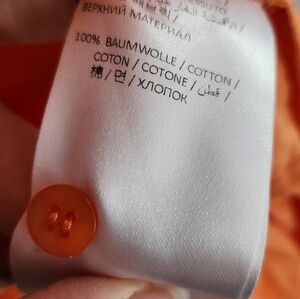 ВЕРХНИЙ МАТЕРИАЛ
100% BAUMWOLLE / COTTON /
COTON / COTONE / قطن /
棉 / 면 / ХЛОПОК